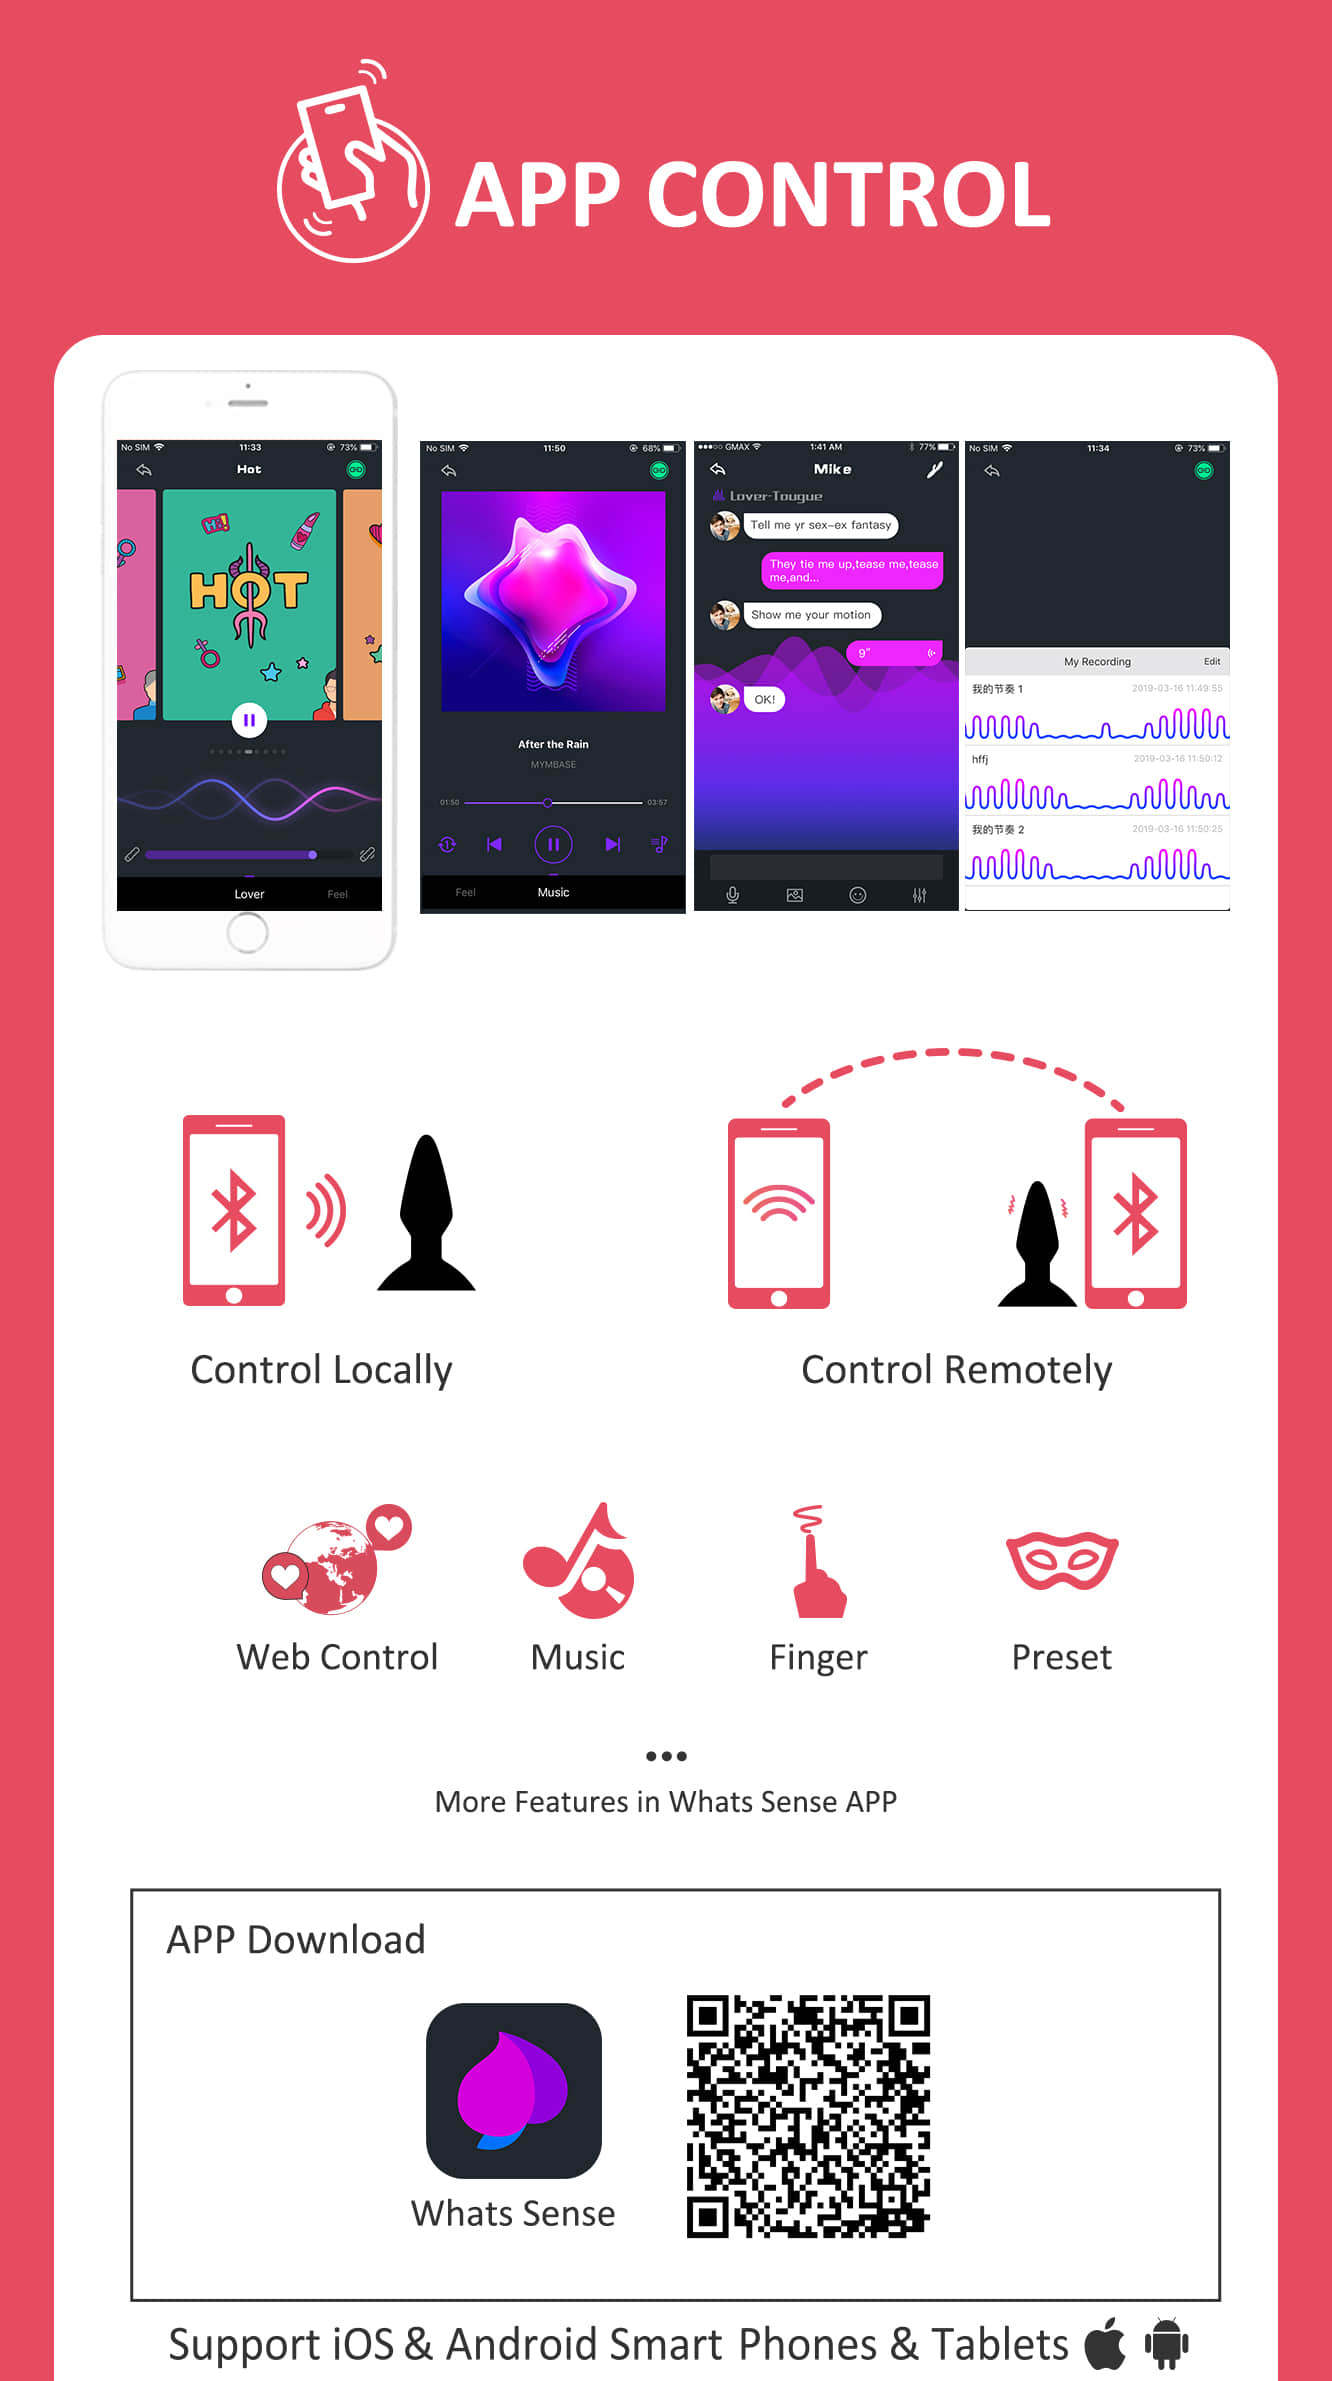 APP CONTROL
No SIM 11:33 73%
Hot
HE!
HOT
Lover Feel
No SIM 11:50 68%
After the Rain
MYMBASE
01:50 03:57
1
Feel Music
GMAX 1:41 AM 77%
Mike
Lover-Tougue
Tell me yr sex-ex fantasy
They tie me up,tease me,tease
me,and...
Show me your motion
9"
OK!
No SIM 11:34 73%
My Recording Edit
我的节奏 1 2019-03-16 11:49:55
hffj 2019-03-16 11:50:12
我的节奏 2 2019-03-16 11:50:25
Control Locally
Control Remotely
Web Control
Music
Finger
Preset
•••
More Features in Whats Sense APP
APP Download
Whats Sense
Support iOS & Android Smart Phones & Tablets